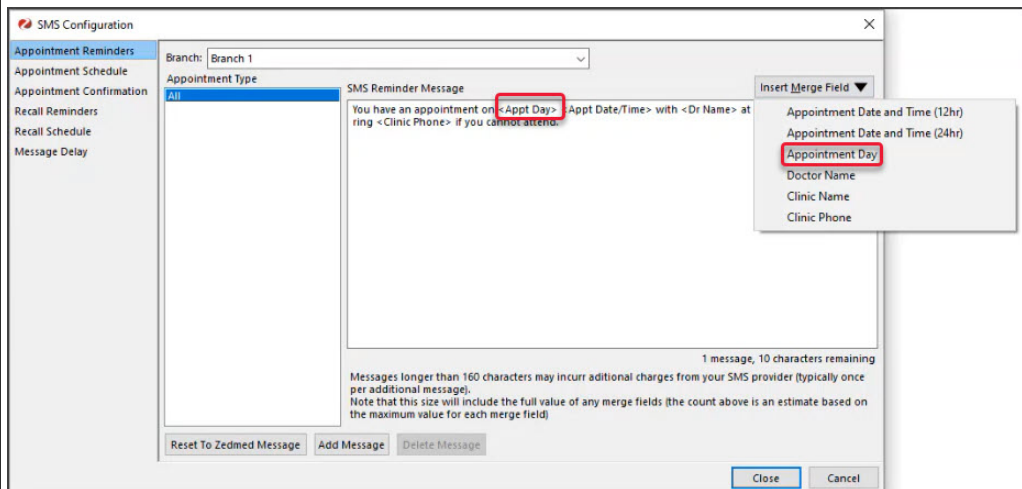 SMS Configuration
Appointment Reminders
Appointment Schedule
Appointment Confirmation
Recall Reminders
Recall Schedule
Message Delay
Branch: Branch 1
Appointment Type
All
SMS Reminder Message
Insert Merge Field
You have an appointment on <Appt Day> <Appt Date/Time> with <Dr Name> at
ring <Clinic Phone> if you cannot attend.
Appointment Date and Time (12hr)
Appointment Date and Time (24hr)
Appointment Day
Doctor Name
Clinic Name
Clinic Phone
1 message, 10 characters remaining
Messages longer than 160 characters may incurr aditional charges from your SMS provider (typically once
per additional message).
Note that this size will include the full value of any merge fields (the count above is an estimate based on
the maximum value for each merge field)
Reset To Zedmed Message
Add Message
Delete Message
Close
Cancel